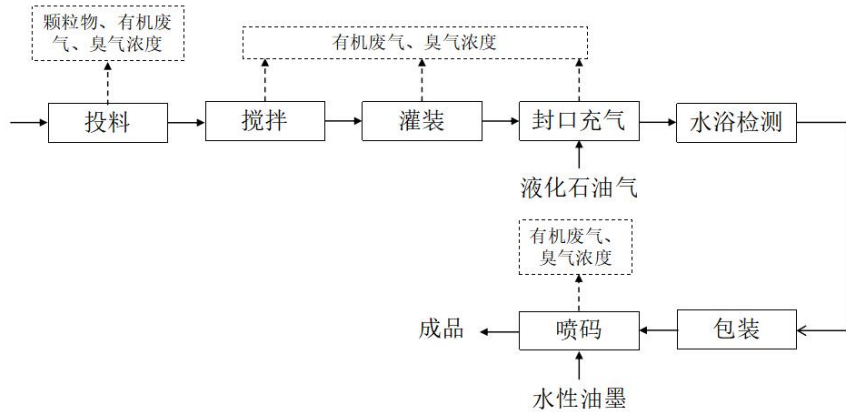 颗粒物、有机废
气、臭气浓度
有机废气、臭气浓度
投料
搅拌
灌装
封口充气
水浴检测
液化石油气
有机废气、
臭气浓度
成品
喷码
包装
水性油墨